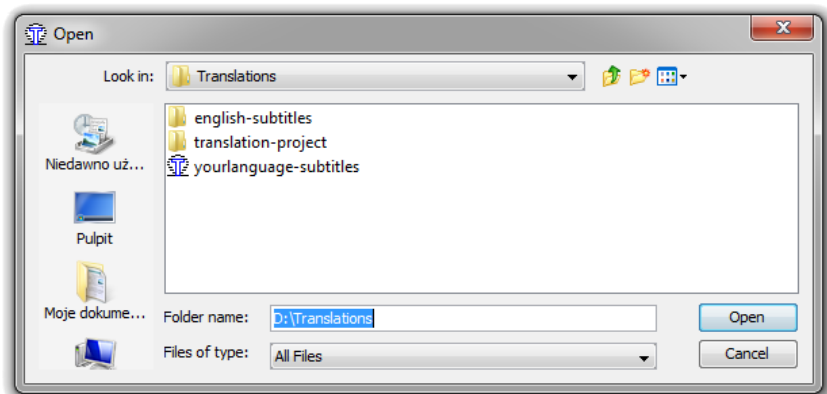 Open
Look in: Translations
english-subtitles
translation-project
yourlanguage-subtitles
Niedawno uż...
Pulpit
Moje dokume...
Folder name: D:\Translations Open
Files of type: All Files Cancel